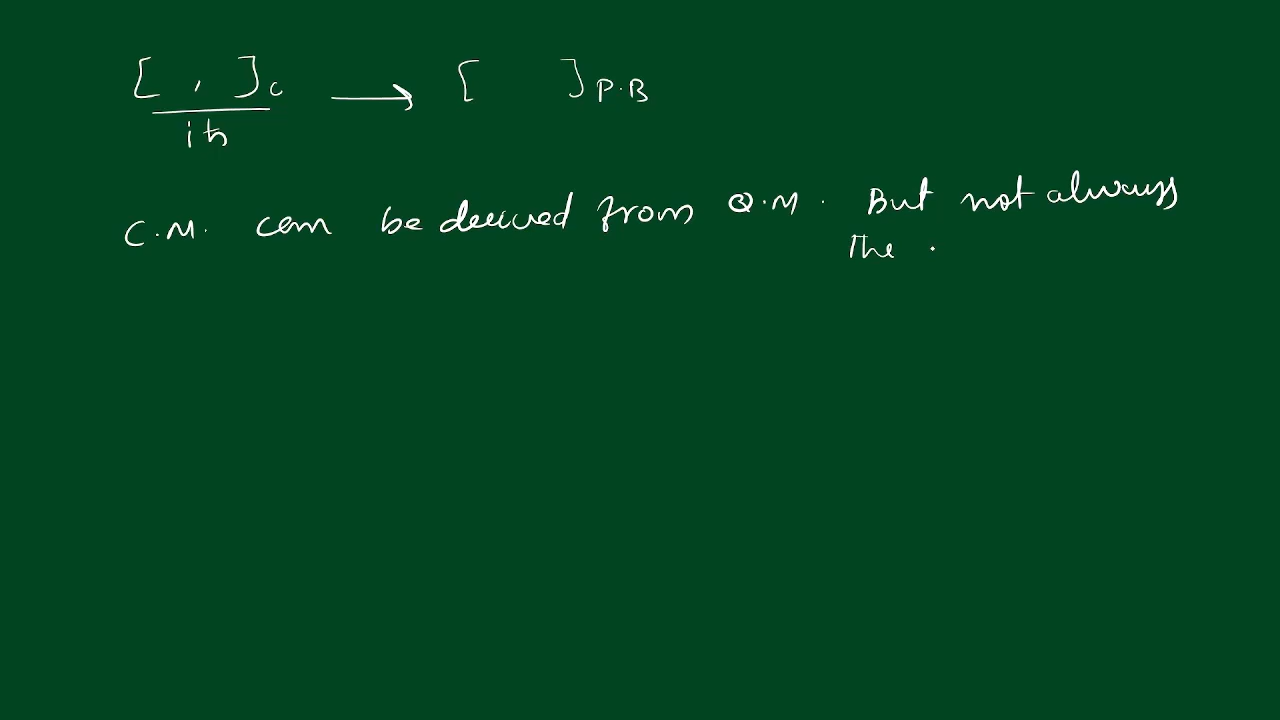 [ , ]c / iħ → [ ]P.B
C.M. can be derived from Q.M. But not always
the .